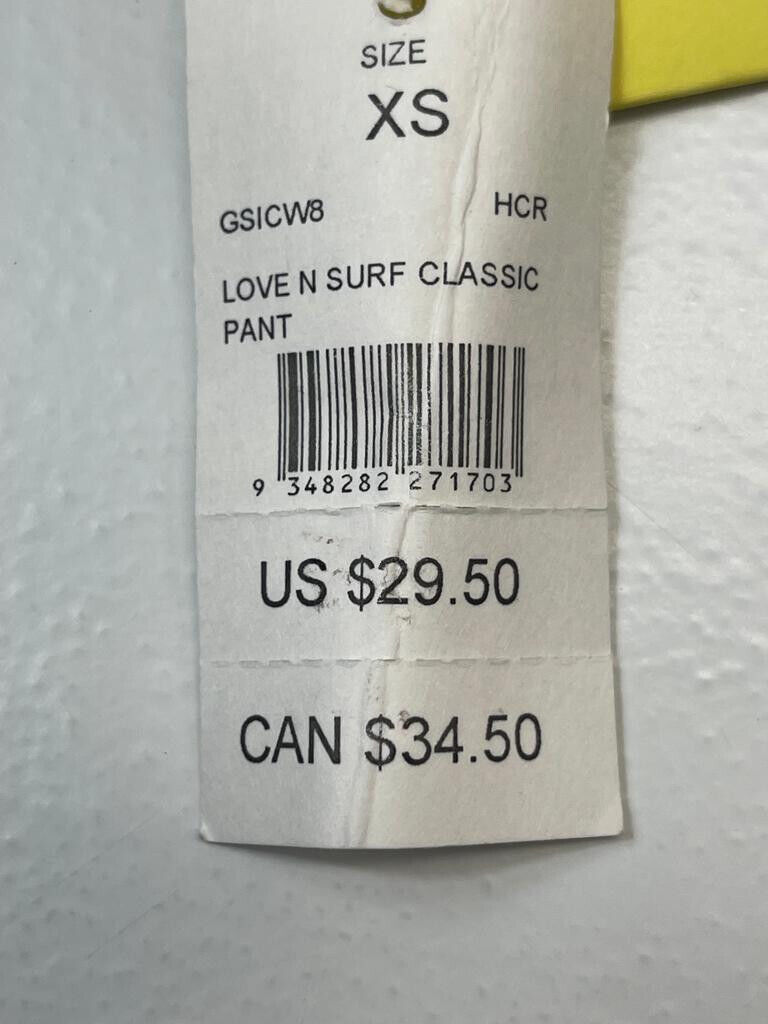 SIZE
XS
GSICW8 HCR
LOVE N SURF CLASSIC
PANT
9 348282 271703
US $29.50
CAN $34.50